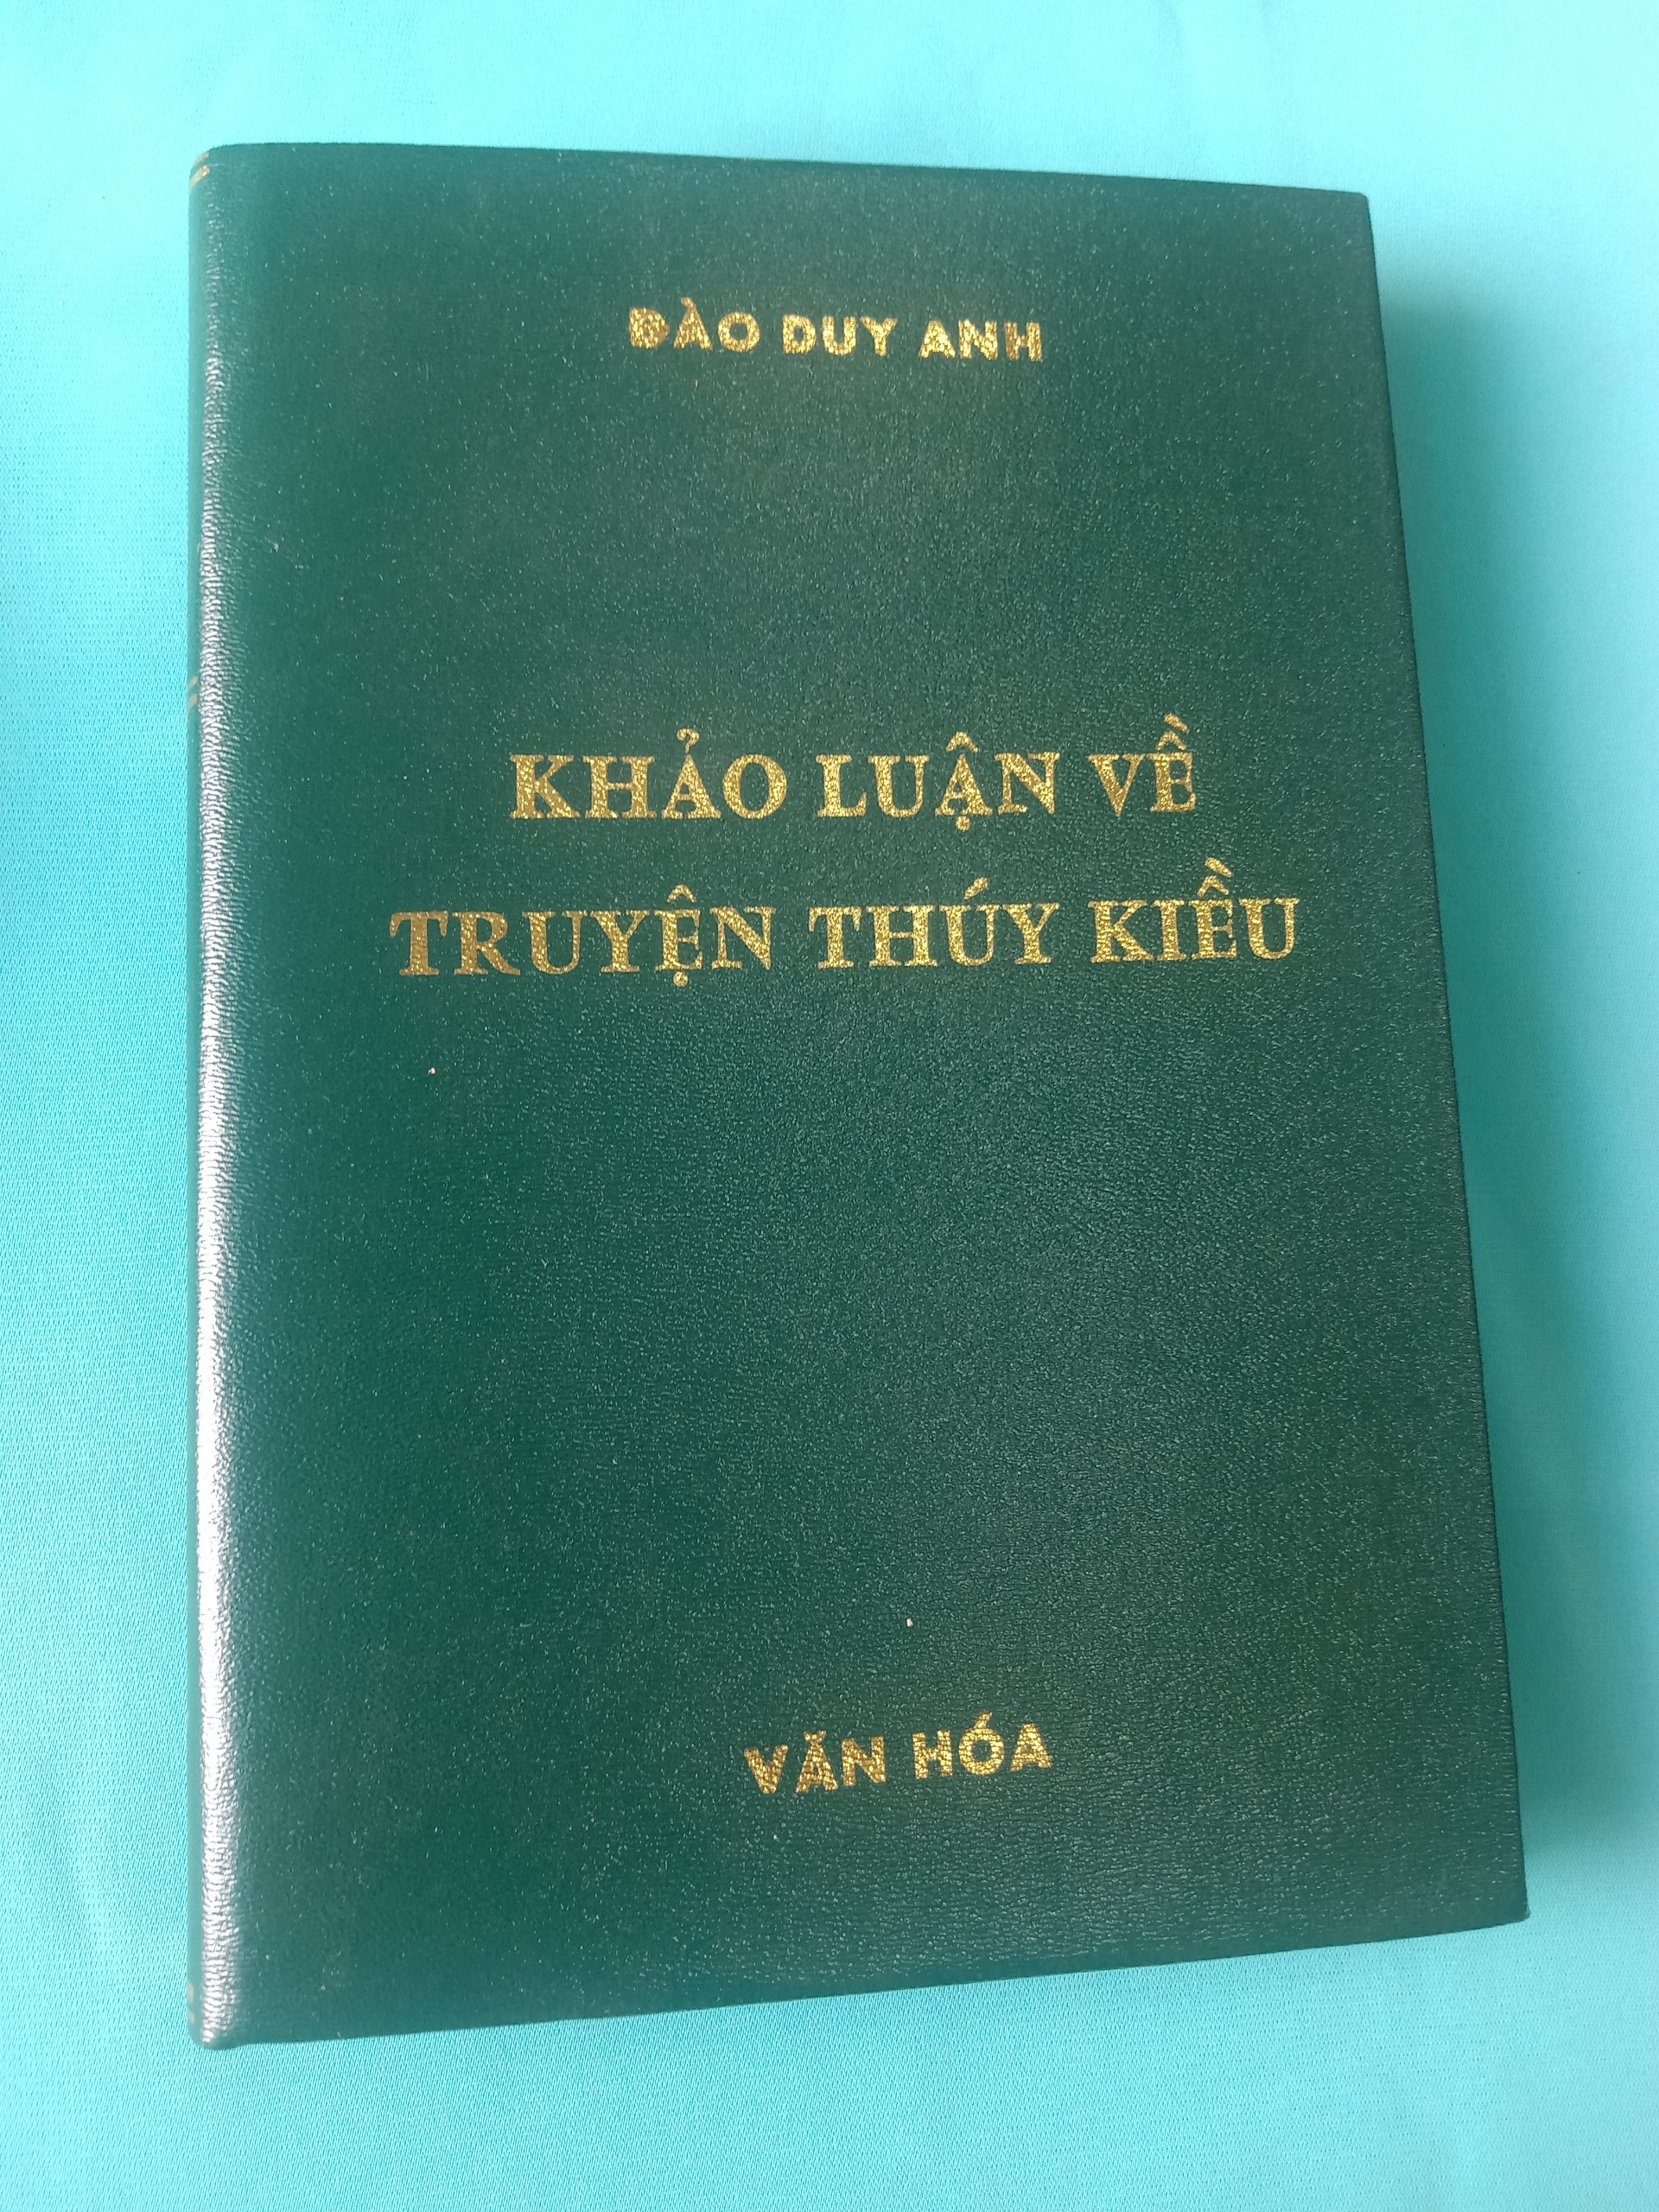 ĐÀO DUY ANH
KHẢO LUẬN VỀ
TRUYỆN THÚY KIỀU
VĂN HÓA